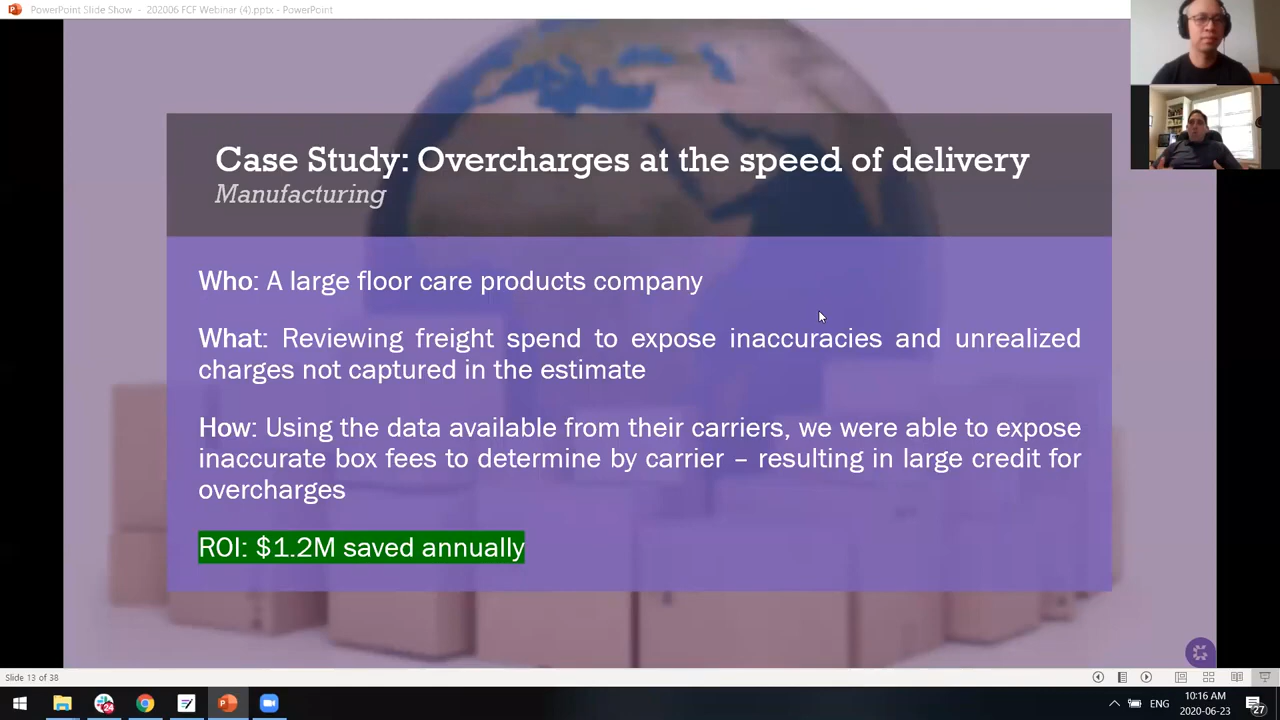 PowerPoint Slide Show - 202006 FCF Webinar (4).pptx - PowerPoint
Case Study: Overcharges at the speed of delivery
Manufacturing
Who: A large floor care products company
What: Reviewing freight spend to expose inaccuracies and unrealized
charges not captured in the estimate
How: Using the data available from their carriers, we were able to expose
inaccurate box fees to determine by carrier – resulting in large credit for
overcharges
ROI: $1.2M saved annually
Slide 13 of 38
24
ENG
10:16 AM
2020-06-23
27